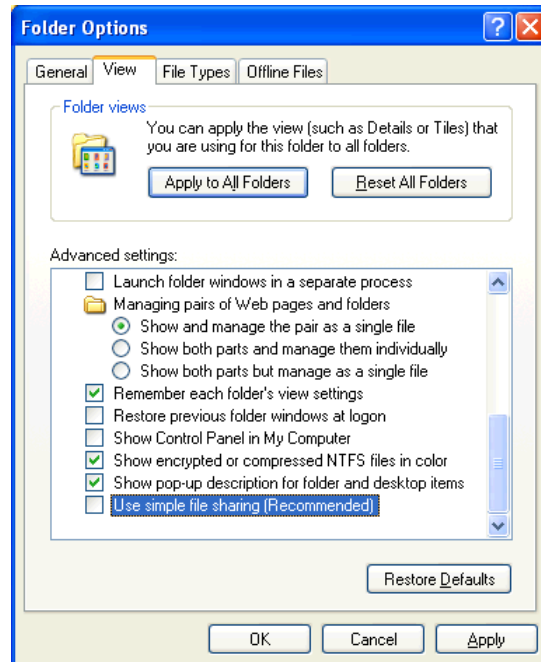 Folder Options
General View File Types Offline Files
Folder views
You can apply the view (such as Details or Tiles) that
you are using for this folder to all folders.
Apply to All Folders Reset All Folders
Advanced settings:
Launch folder windows in a separate process
Managing pairs of Web pages and folders
Show and manage the pair as a single file
Show both parts and manage them individually
Show both parts but manage as a single file
Remember each folder's view settings
Restore previous folder windows at logon
Show Control Panel in My Computer
Show encrypted or compressed NTFS files in color
Show pop-up description for folder and desktop items
Use simple file sharing (Recommended)
Restore Defaults
OK Cancel Apply